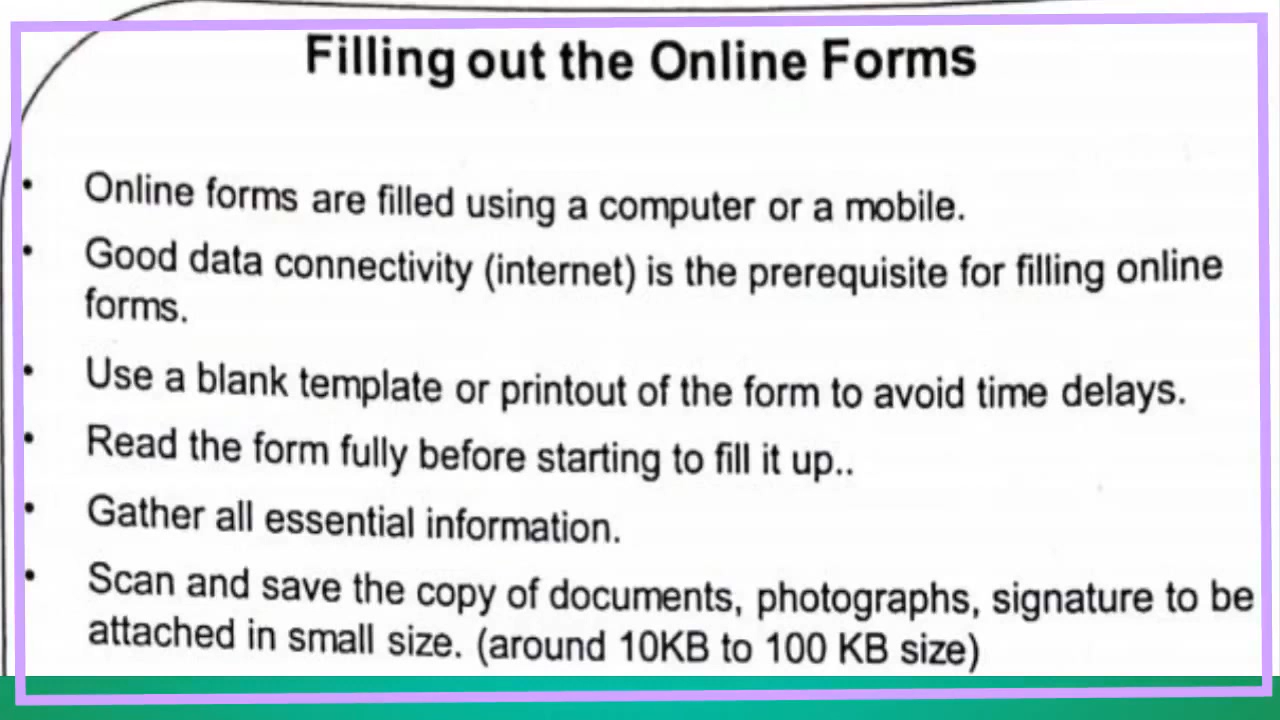 Filling out the Online Forms
• Online forms are filled using a computer or a mobile.
• Good data connectivity (internet) is the prerequisite for filling online
forms.
• Use a blank template or printout of the form to avoid time delays.
• Read the form fully before starting to fill it up..
• Gather all essential information.
• Scan and save the copy of documents, photographs, signature to be
attached in small size. (around 10KB to 100 KB size)